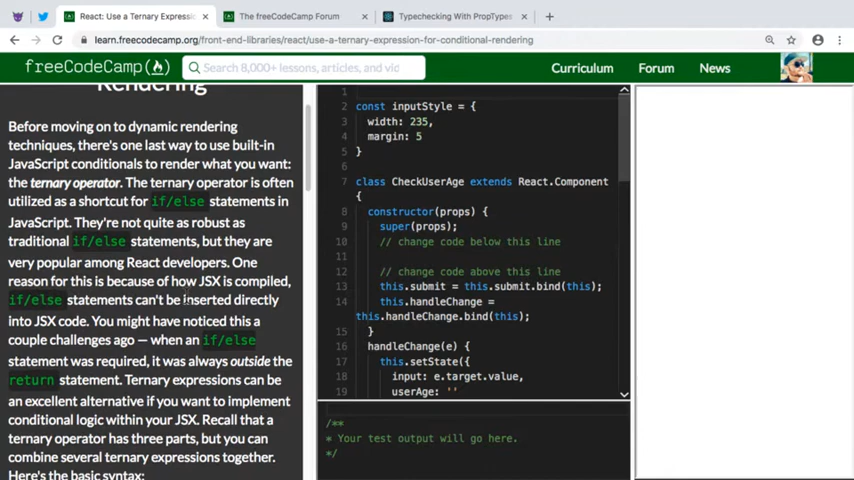 React: Use a Ternary Expressi
The freeCodeCamp Forum
Typechecking With PropTypes
learn.freecodecamp.org/front-end-libraries/react/use-a-ternary-expression-for-conditional-rendering
freeCodeCamp
Search 8,000+ lessons, articles, and vid
Curriculum
Forum
News
Rendering
Before moving on to dynamic rendering
techniques, there's one last way to use built-in
JavaScript conditionals to render what you want:
the ternary operator. The ternary operator is often
utilized as a shortcut for if/else statements in
JavaScript. They're not quite as robust as
traditional if/else statements, but they are
very popular among React developers. One
reason for this is because of how JSX is compiled,
if/else statements can't be inserted directly
into JSX code. You might have noticed this a
couple challenges ago — when an if/else
statement was required, it was always outside the
return statement. Ternary expressions can be
an excellent alternative if you want to implement
conditional logic within your JSX. Recall that a
ternary operator has three parts, but you can
combine several ternary expressions together.
Here's the basic syntax:
1
2 const inputStyle = {
3 width: 235,
4 margin: 5
5 }
6
7 class CheckUserAge extends React.Component
{
8 constructor(props) {
9 super(props);
10 // change code below this line
11
12 // change code above this line
13 this.submit = this.submit.bind(this);
14 this.handleChange =
this.handleChange.bind(this);
15 }
16 handleChange(e) {
17 this.setState({
18 input: e.target.value,
19 userAge: ''
/**
* Your test output will go here.
*/